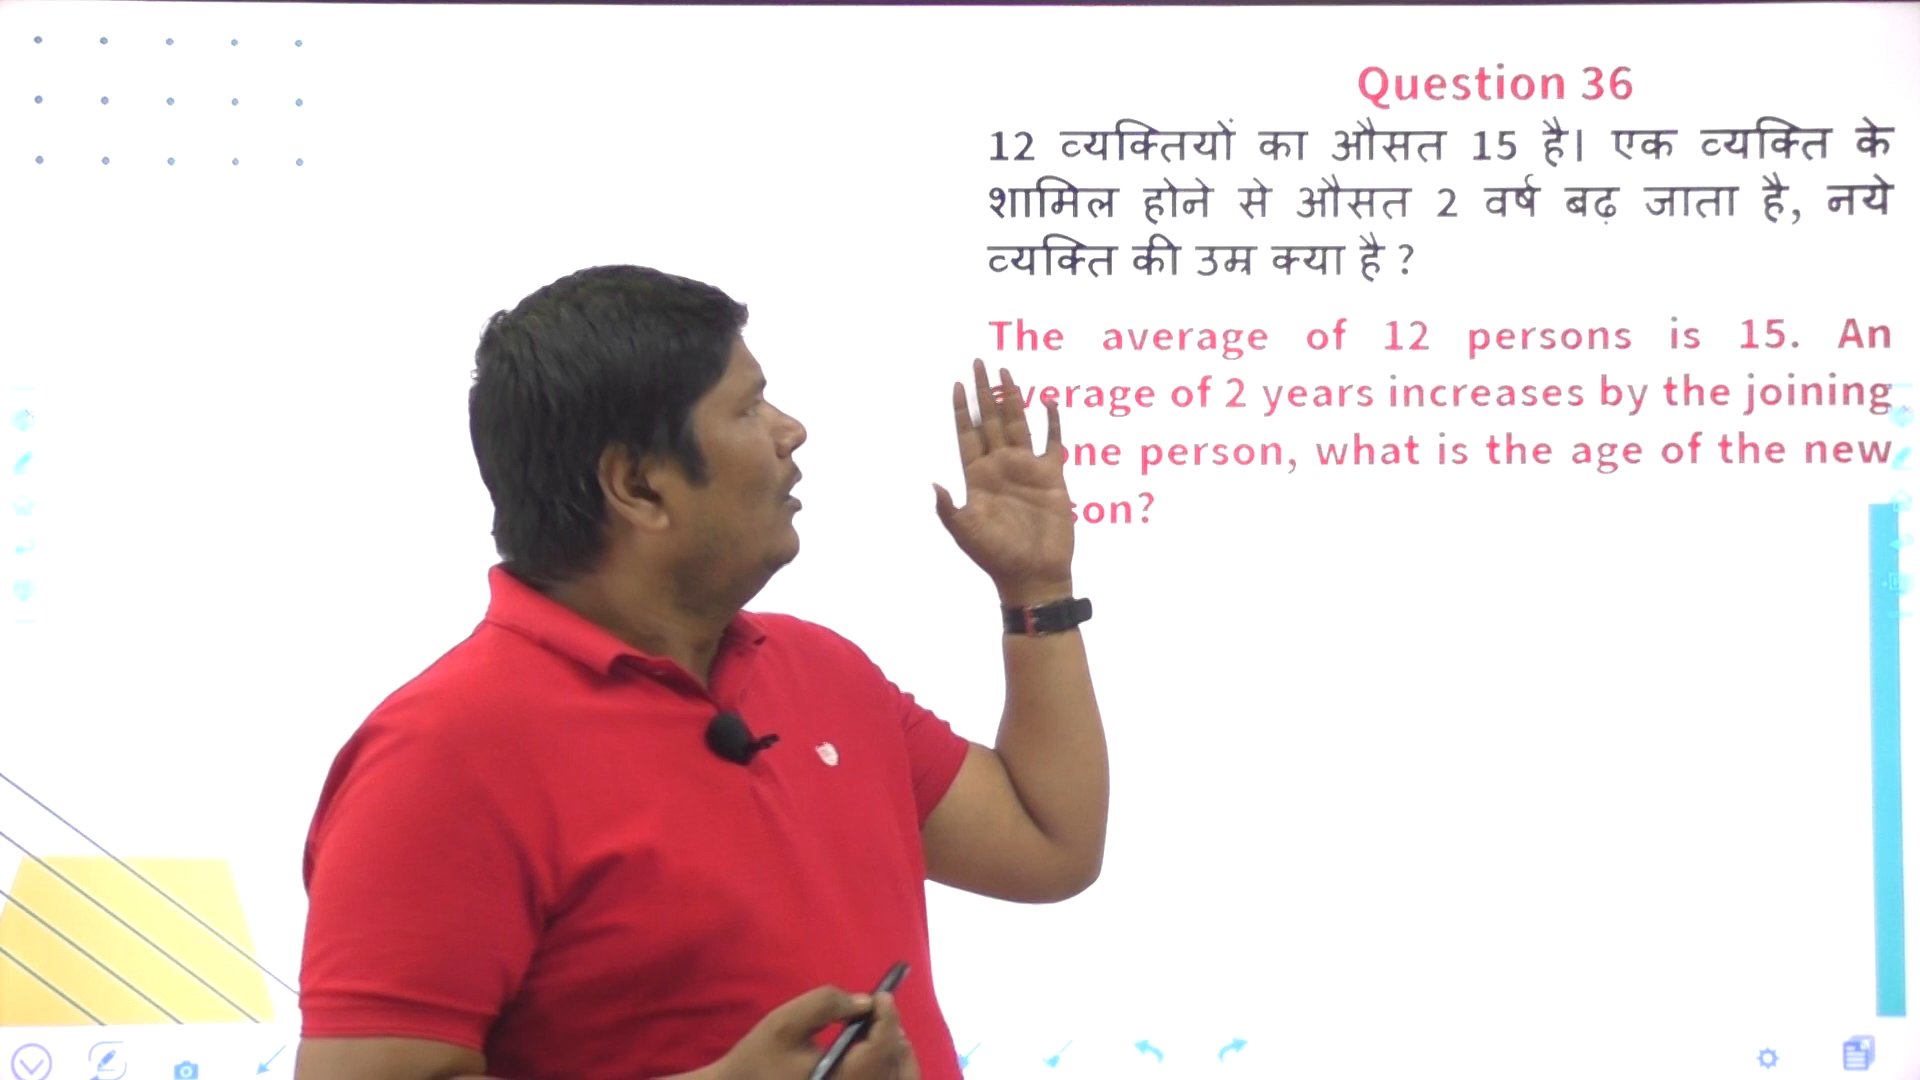 Question 36
12 व्यक्तियों का औसत 15 है। एक व्यक्ति के
शामिल होने से औसत 2 वर्ष बढ़ जाता है, नये
व्यक्ति की उम्र क्या है ?
The average of 12 persons is 15. An
average of 2 years increases by the joining
one person, what is the age of the new
son?